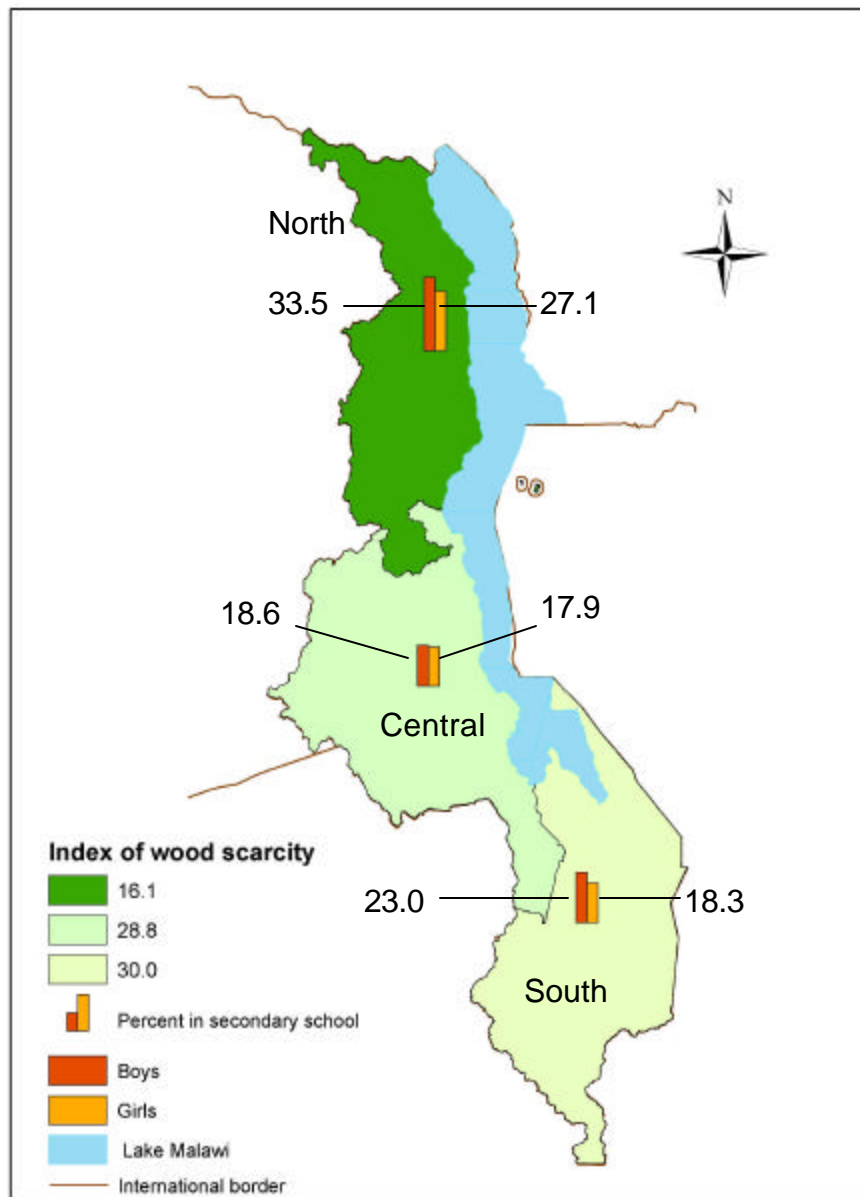 N
North
33.5
27.1
18.6
17.9
Central
Index of wood scarcity
16.1
28.8
30.0
Percent in secondary school
Boys
Girls
Lake Malawi
International border
23.0
18.3
South